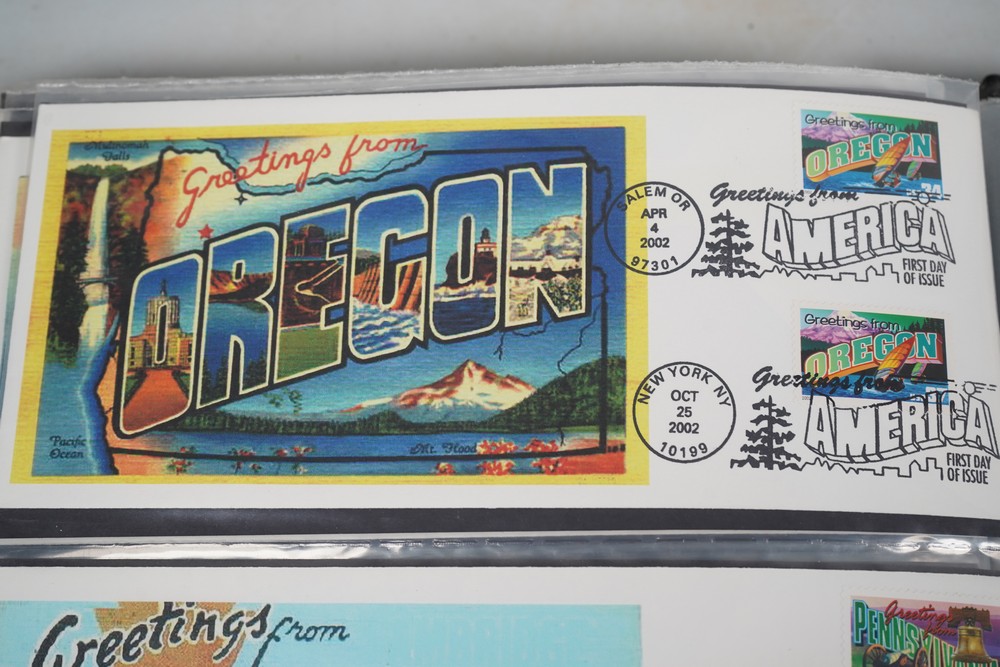 Multnomah
Falls
Greetings from
OREGON
Pacific
Ocean
Mt. Hood
Greetings from
OREGON
SALEM OR
APR
4
2002
97301
Greetings from
AMERICA
FIRST DAY
OF ISSUE
Greetings from
OREGON
NEW YORK NY
OCT
25
2002
10199
Greetings from
AMERICA
FIRST DAY
OF ISSUE
Greetings
from
Greetings
from
PENNSYLV